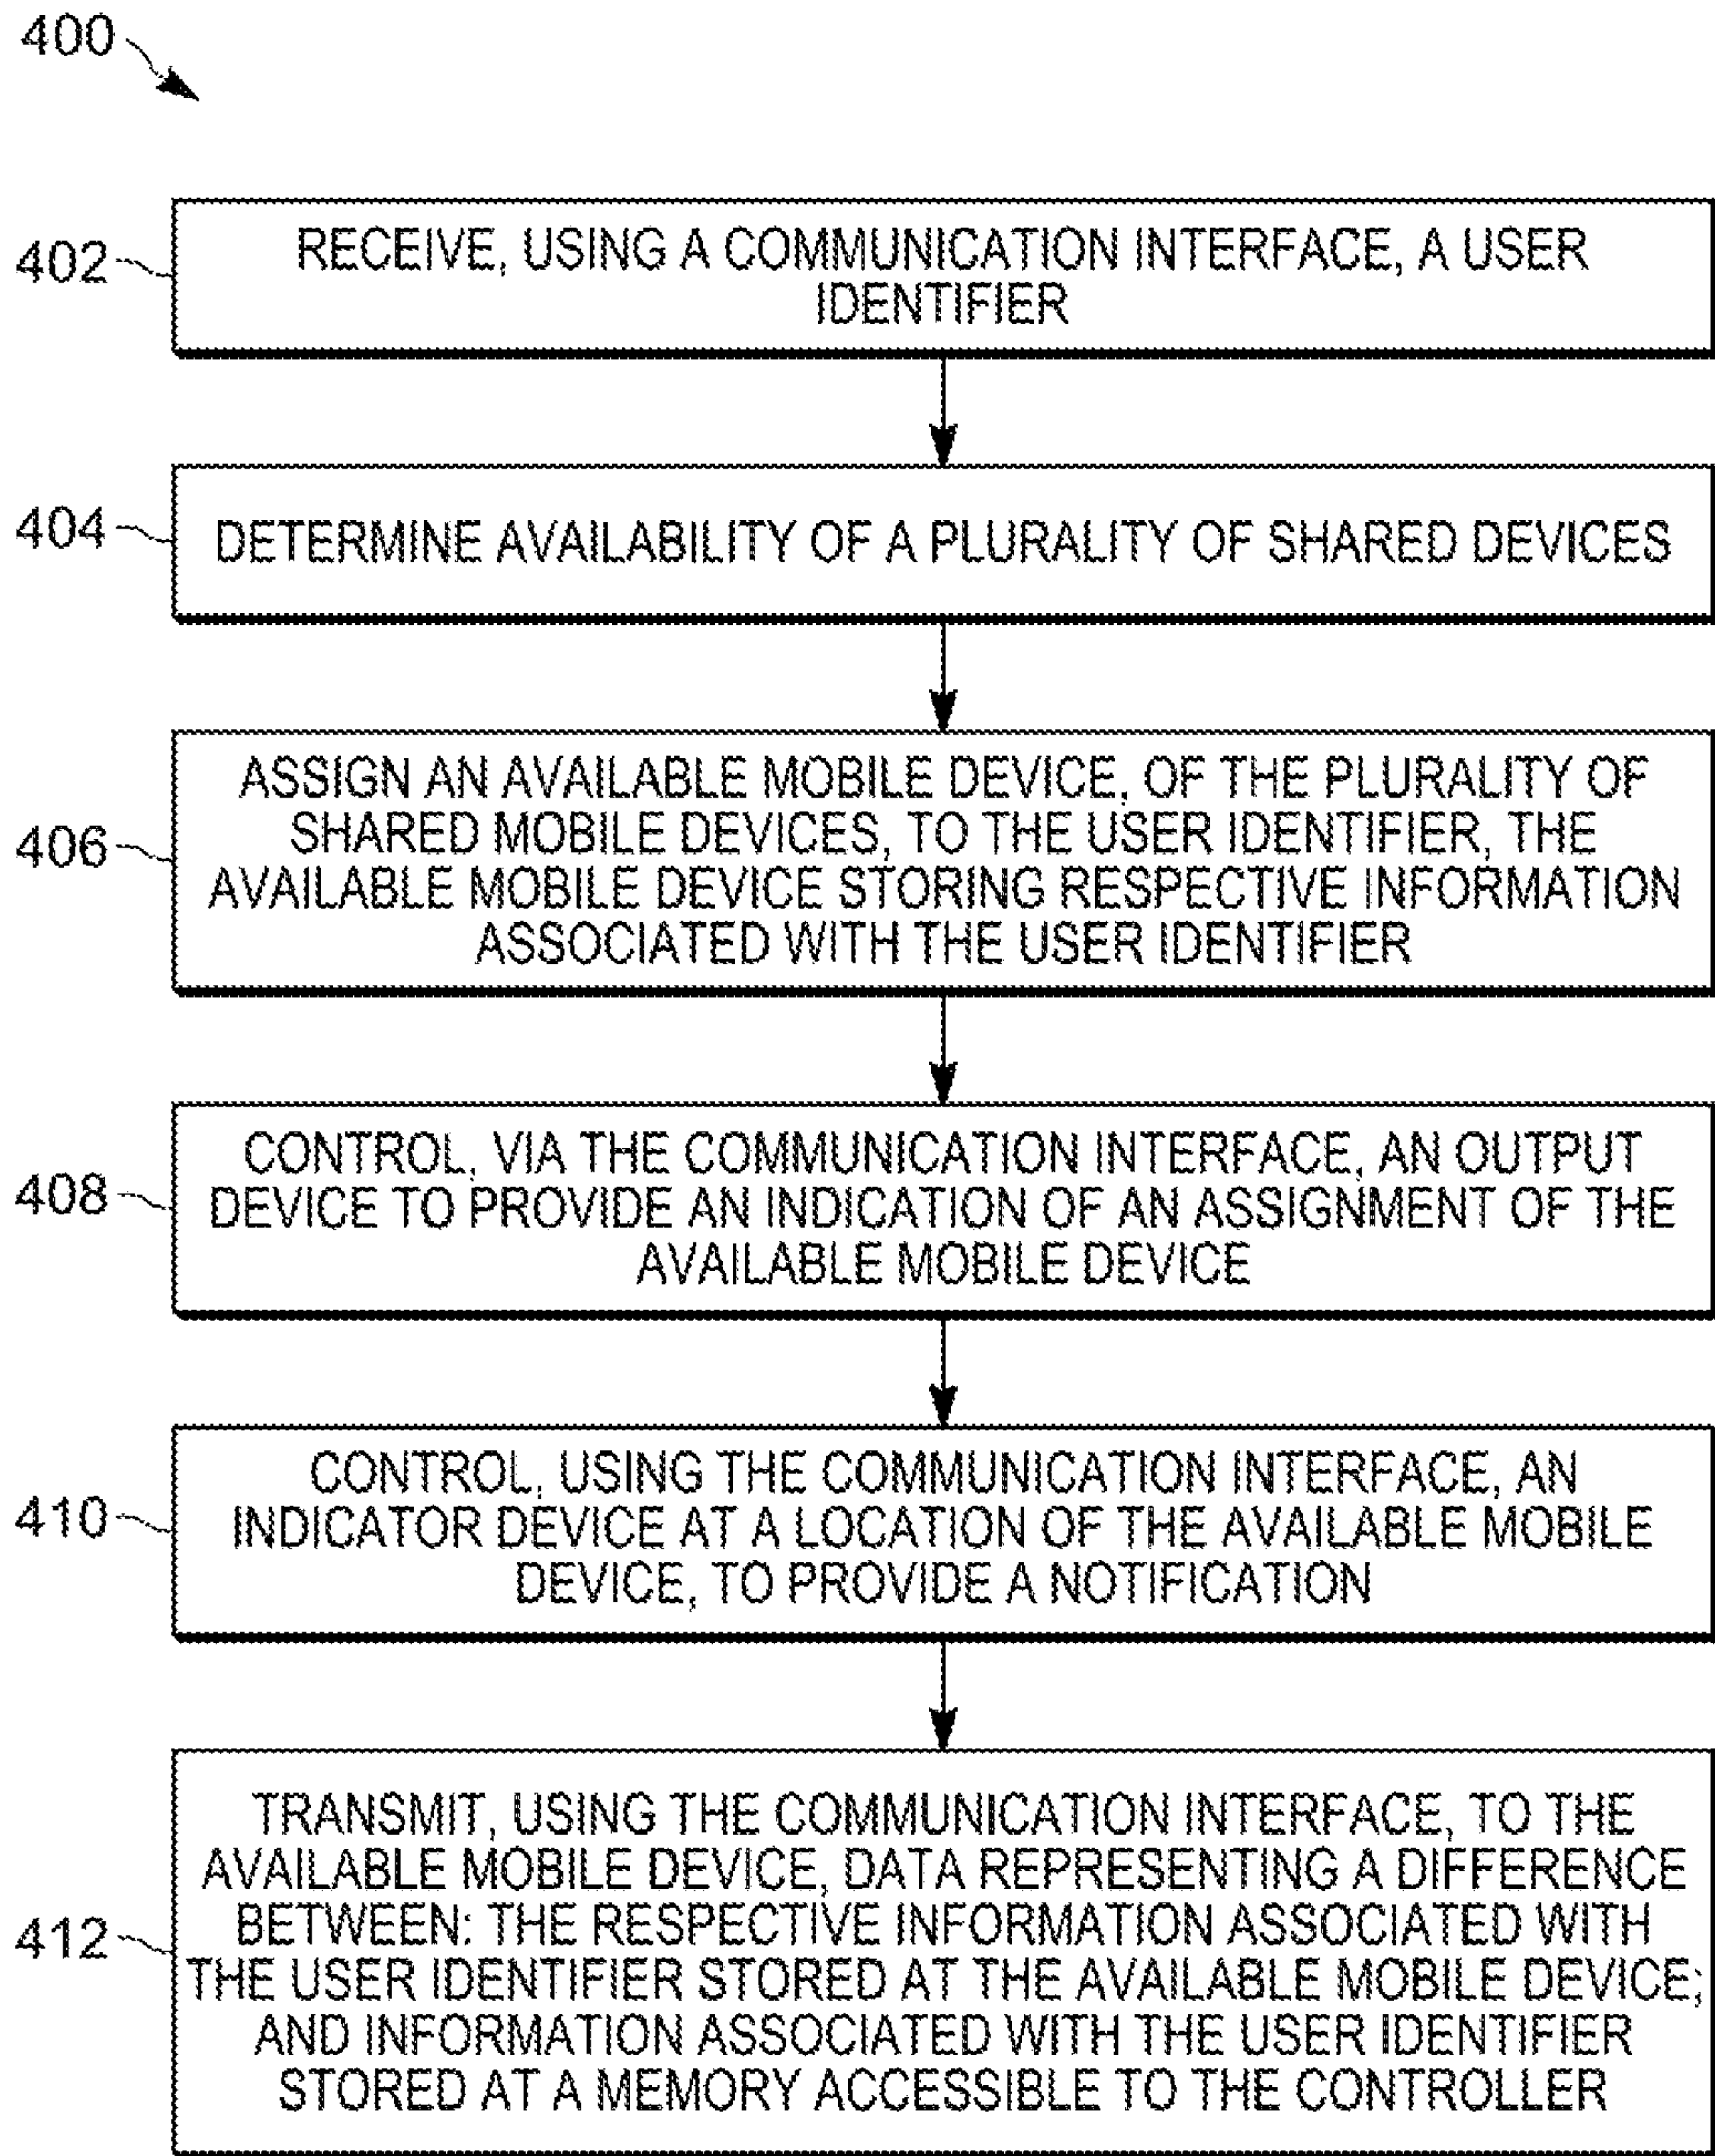 400
402
RECEIVE, USING A COMMUNICATION INTERFACE, A USER
IDENTIFIER
404
DETERMINE AVAILABILITY OF A PLURALITY OF SHARED DEVICES
406
ASSIGN AN AVAILABLE MOBILE DEVICE, OF THE PLURALITY OF
SHARED MOBILE DEVICES, TO THE USER IDENTIFIER, THE
AVAILABLE MOBILE DEVICE STORING RESPECTIVE INFORMATION
ASSOCIATED WITH THE USER IDENTIFIER
408
CONTROL, VIA THE COMMUNICATION INTERFACE, AN OUTPUT
DEVICE TO PROVIDE AN INDICATION OF AN ASSIGNMENT OF THE
AVAILABLE MOBILE DEVICE
410
CONTROL, USING THE COMMUNICATION INTERFACE, AN
INDICATOR DEVICE AT A LOCATION OF THE AVAILABLE MOBILE
DEVICE, TO PROVIDE A NOTIFICATION
412
TRANSMIT, USING THE COMMUNICATION INTERFACE, TO THE
AVAILABLE MOBILE DEVICE, DATA REPRESENTING A DIFFERENCE
BETWEEN: THE RESPECTIVE INFORMATION ASSOCIATED WITH
THE USER IDENTIFIER STORED AT THE AVAILABLE MOBILE DEVICE;
AND INFORMATION ASSOCIATED WITH THE USER IDENTIFIER
STORED AT A MEMORY ACCESSIBLE TO THE CONTROLLER